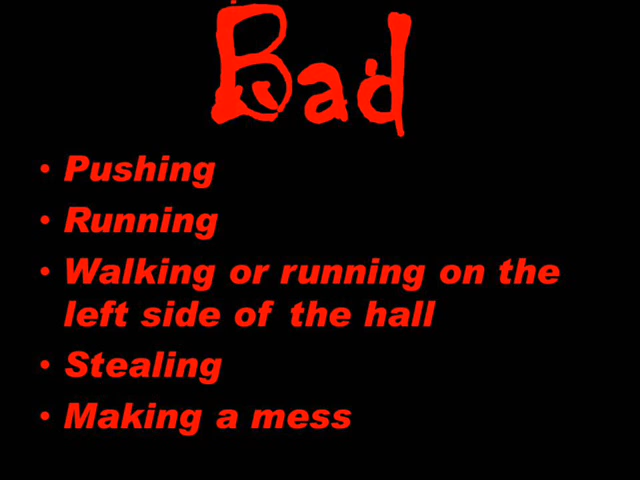 Bad
• Pushing
• Running
• Walking or running on the
left side of the hall
• Stealing
• Making a mess